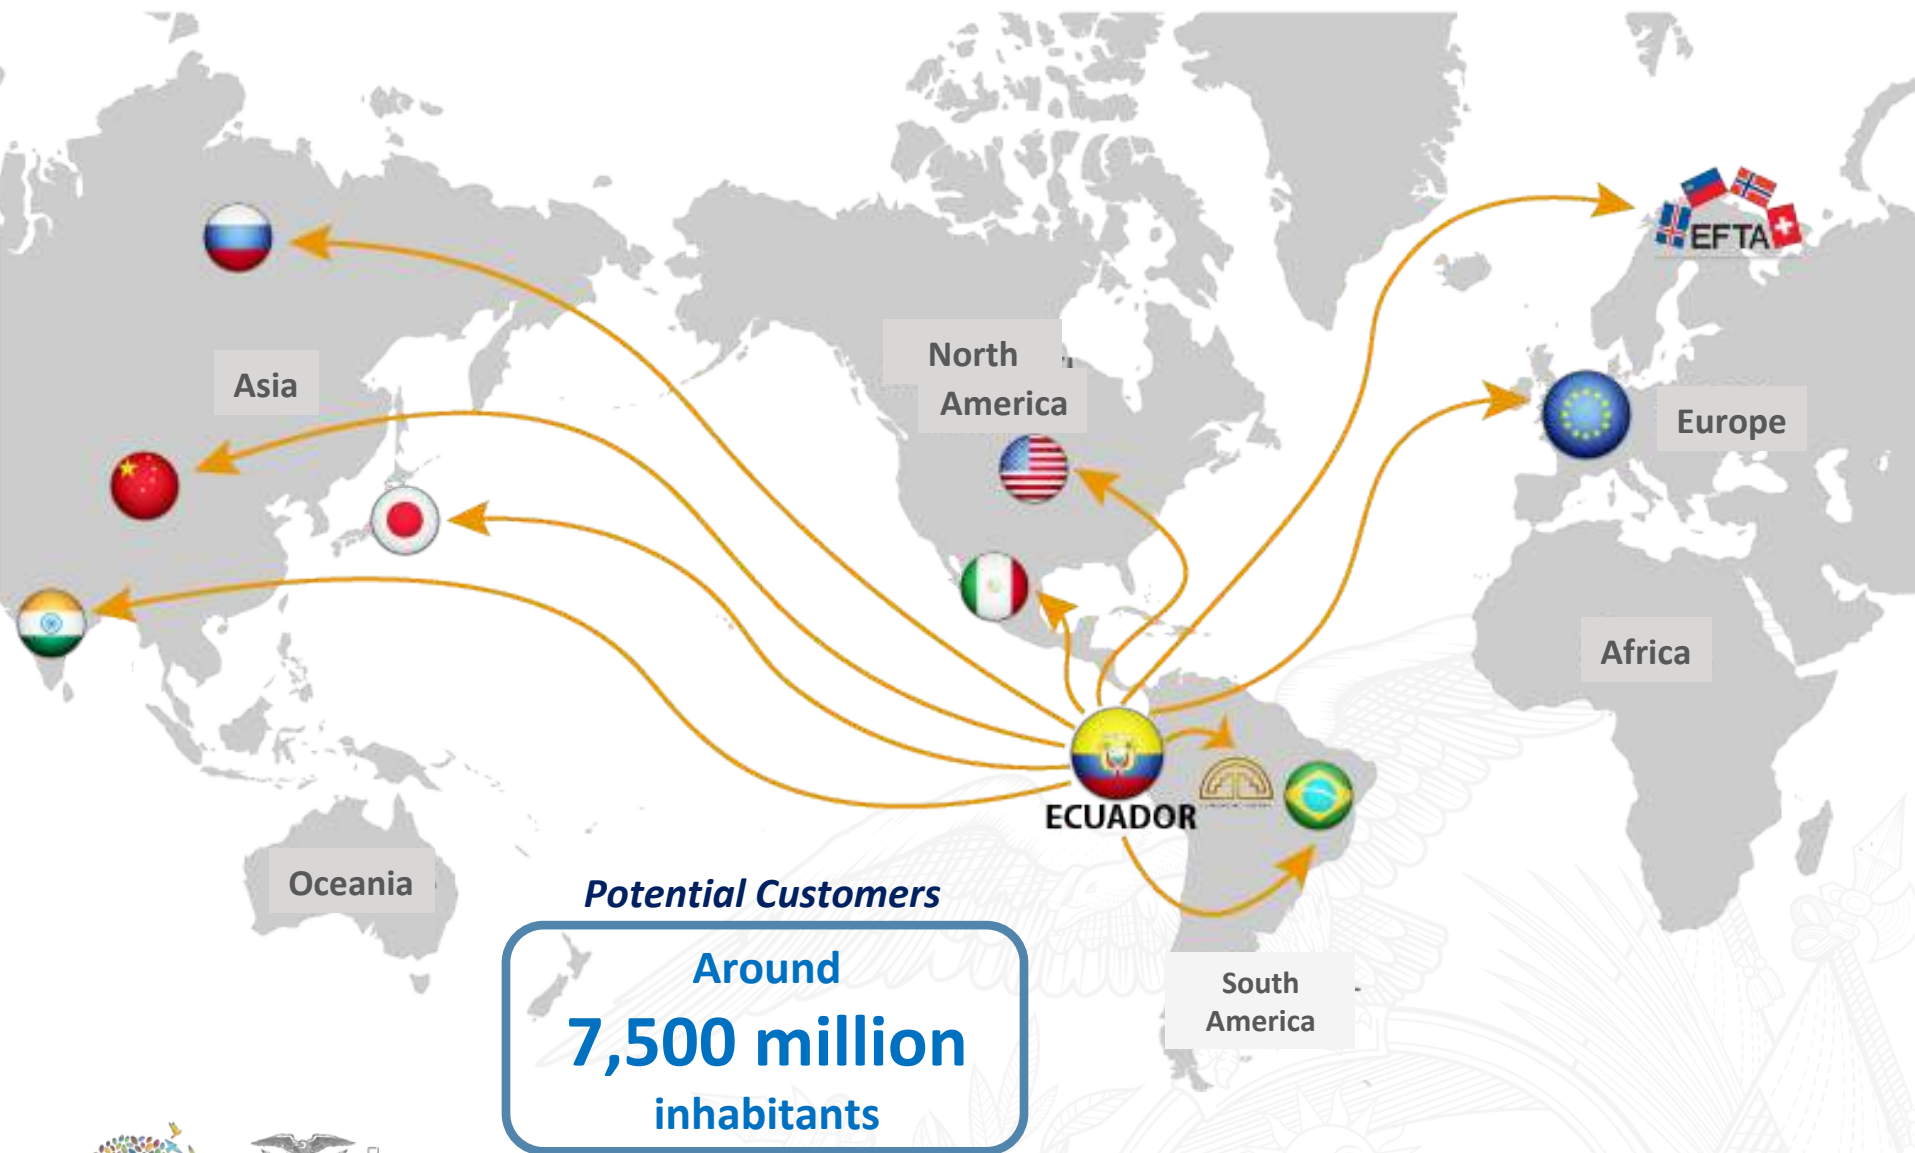 EFTA
North
America
Asia
Europe
Africa
ECUADOR
Oceania
Potential Customers
Around
7,500 million
inhabitants
South
America